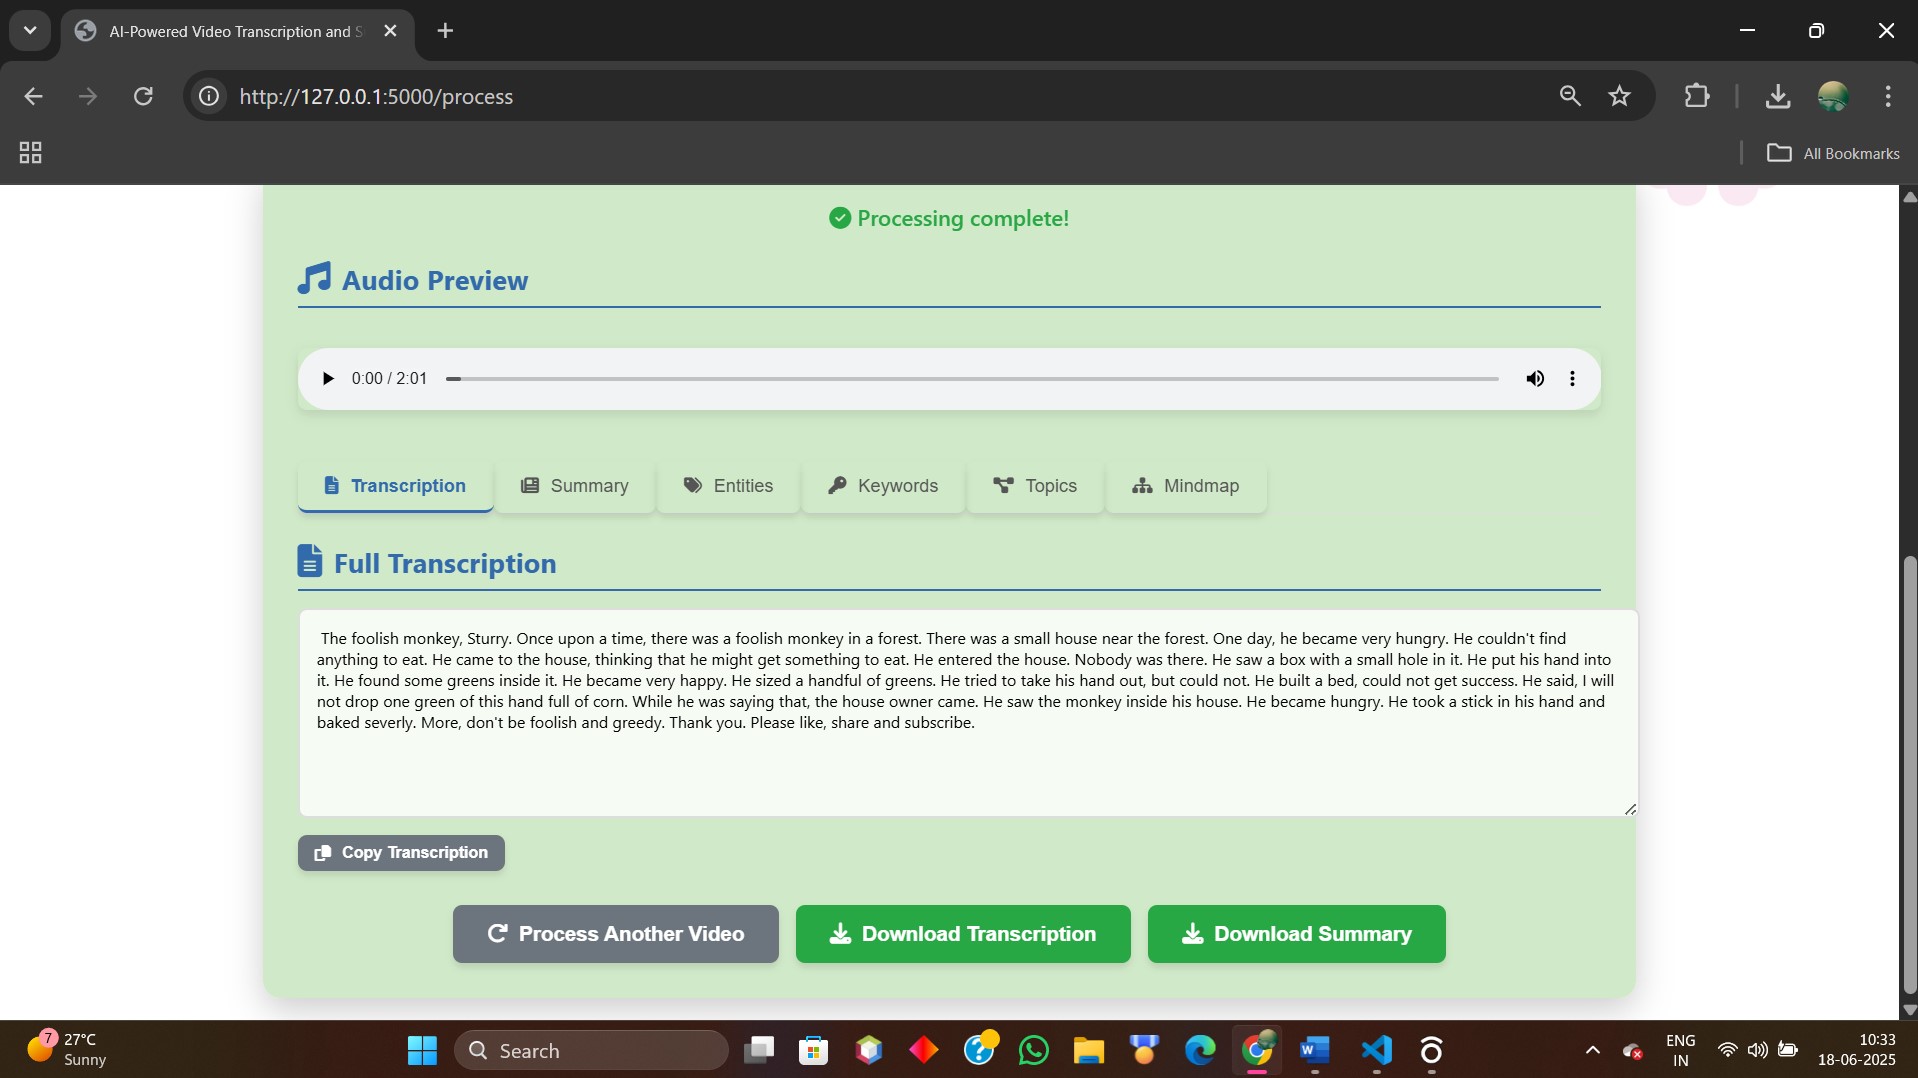 AI-Powered Video Transcription and S
http://127.0.0.1:5000/process
All Bookmarks
Processing complete!
Audio Preview
0:00 / 2:01
Transcription
Summary
Entities
Keywords
Topics
Mindmap
Full Transcription
The foolish monkey, Sturry. Once upon a time, there was a foolish monkey in a forest. There was a small house near the forest. One day, he became very hungry. He couldn't find
anything to eat. He came to the house, thinking that he might get something to eat. He entered the house. Nobody was there. He saw a box with a small hole in it. He put his hand into
it. He found some greens inside it. He became very happy. He sized a handful of greens. He tried to take his hand out, but could not. He built a bed, could not get success. He said, I will
not drop one green of this hand full of corn. While he was saying that, the house owner came. He saw the monkey inside his house. He became hungry. He took a stick in his hand and
baked severly. More, don't be foolish and greedy. Thank you. Please like, share and subscribe.
Copy Transcription
Process Another Video
Download Transcription
Download Summary
7
27°C
Sunny
Search
ENG
IN
10:33
18-06-2025